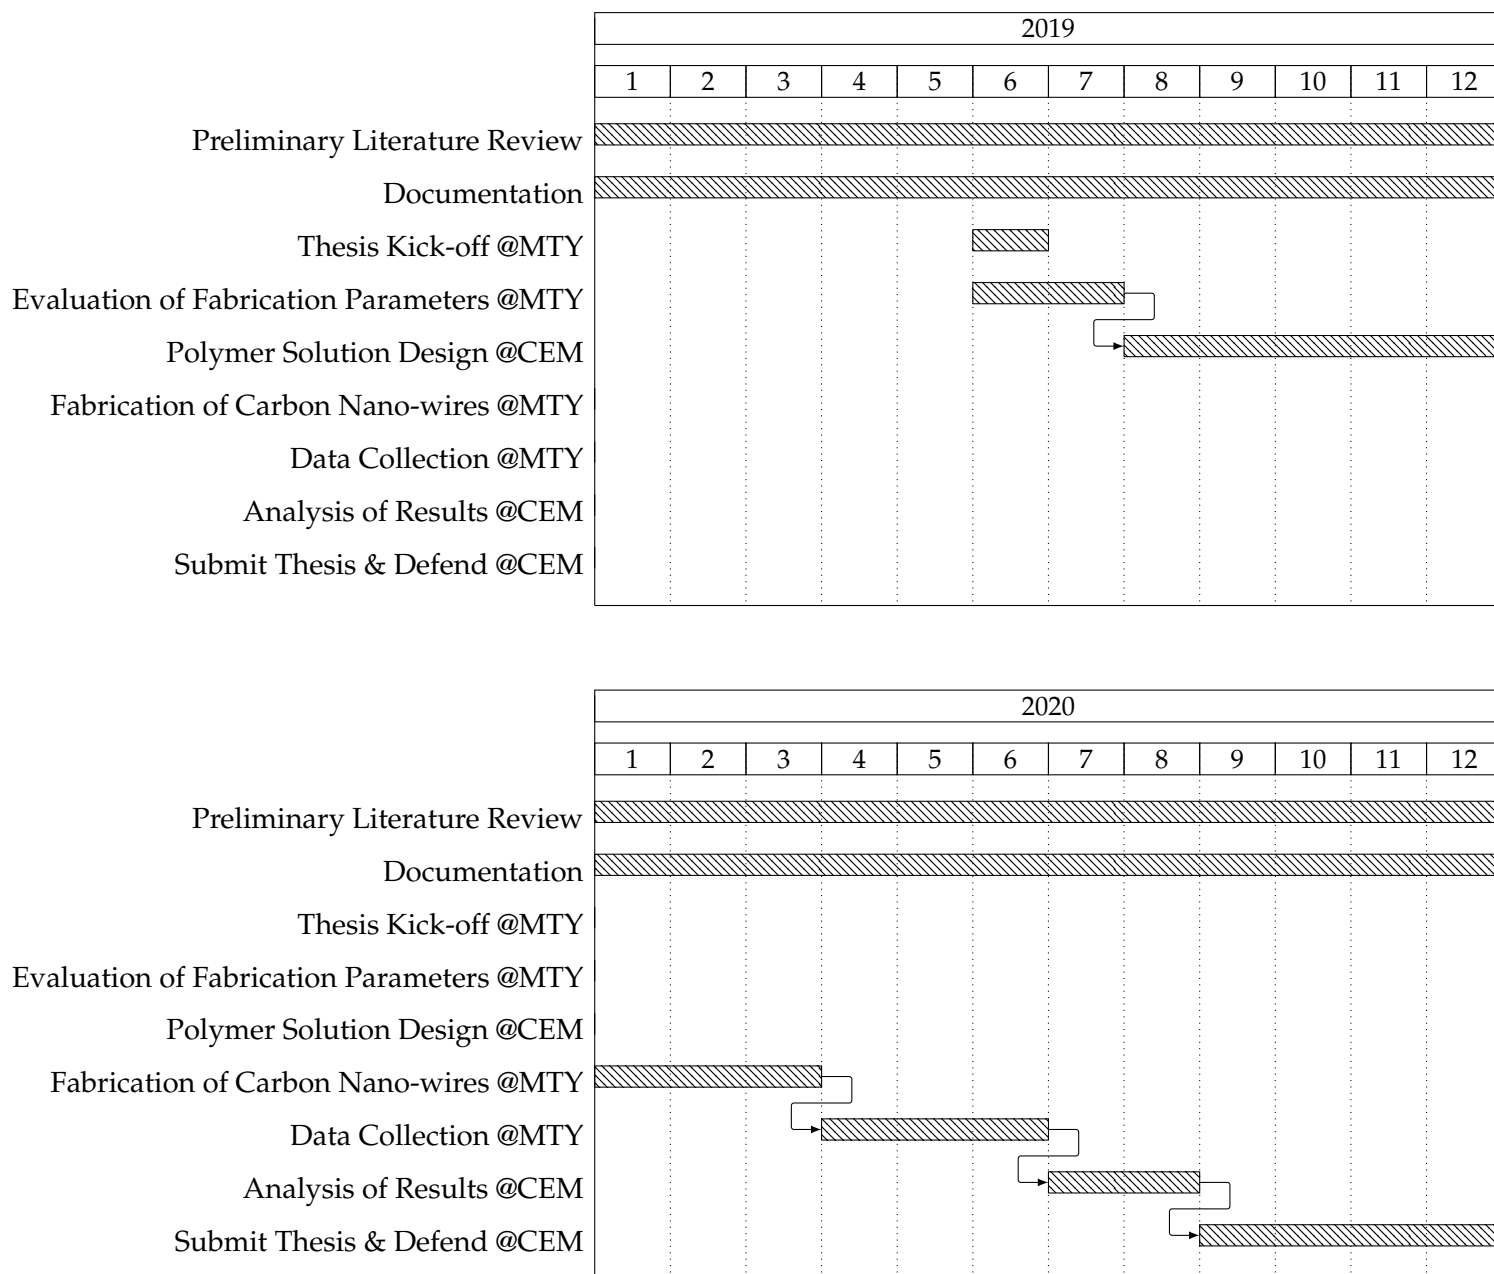 2019
1 2 3 4 5 6 7 8 9 10 11 12
Preliminary Literature Review
Documentation
Thesis Kick-off @MTY
Evaluation of Fabrication Parameters @MTY
Polymer Solution Design @CEM
Fabrication of Carbon Nano-wires @MTY
Data Collection @MTY
Analysis of Results @CEM
Submit Thesis & Defend @CEM
2020
1 2 3 4 5 6 7 8 9 10 11 12
Preliminary Literature Review
Documentation
Thesis Kick-off @MTY
Evaluation of Fabrication Parameters @MTY
Polymer Solution Design @CEM
Fabrication of Carbon Nano-wires @MTY
Data Collection @MTY
Analysis of Results @CEM
Submit Thesis & Defend @CEM